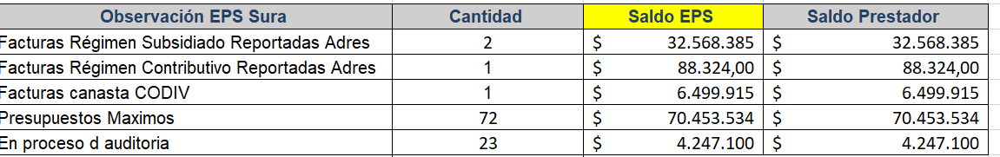 Observación EPS Sura Cantidad Saldo EPS Saldo Prestador
Facturas Régimen Subsidiado Reportadas Adres 2 $ 32.568.385 $ 32.568.385
Facturas Régimen Contributivo Reportadas Adres 1 $ 88.324,00 $ 88.324,00
Facturas canasta CODIV 1 $ 6.499.915 $ 6.499.915
Presupuestos Maximos 72 $ 70.453.534 $ 70.453.534
En proceso d auditoria 23 $ 4.247.100 $ 4.247.100